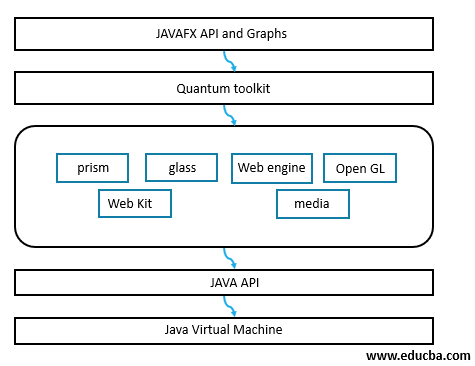 JAVAFX API and Graphs
Quantum toolkit
prism
glass
Web engine
Open GL
Web Kit
media
JAVA API
Java Virtual Machine
www.educba.com